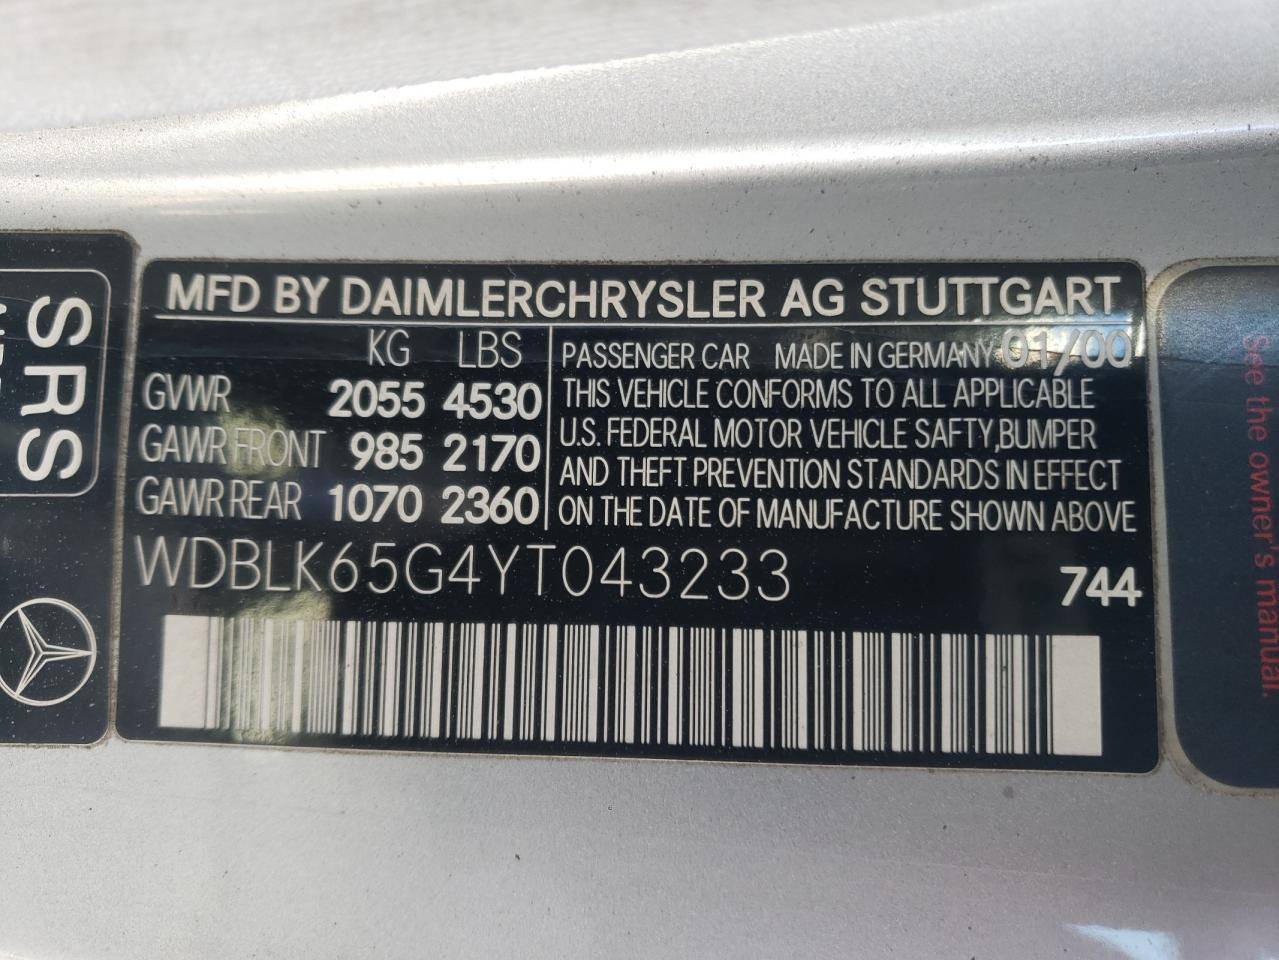 SRS
MFD BY DAIMLERCHRYSLER AG STUTTGART
KG LBS
GVWR 2055 4530
GAWR FRONT 985 2170
GAWR REAR 1070 2360
PASSENGER CAR MADE IN GERMANY 01/00
THIS VEHICLE CONFORMS TO ALL APPLICABLE
U.S. FEDERAL MOTOR VEHICLE SAFTY,BUMPER
AND THEFT PREVENTION STANDARDS IN EFFECT
ON THE DATE OF MANUFACTURE SHOWN ABOVE
WDBLK65G4YT043233
744
See the owner's manual.